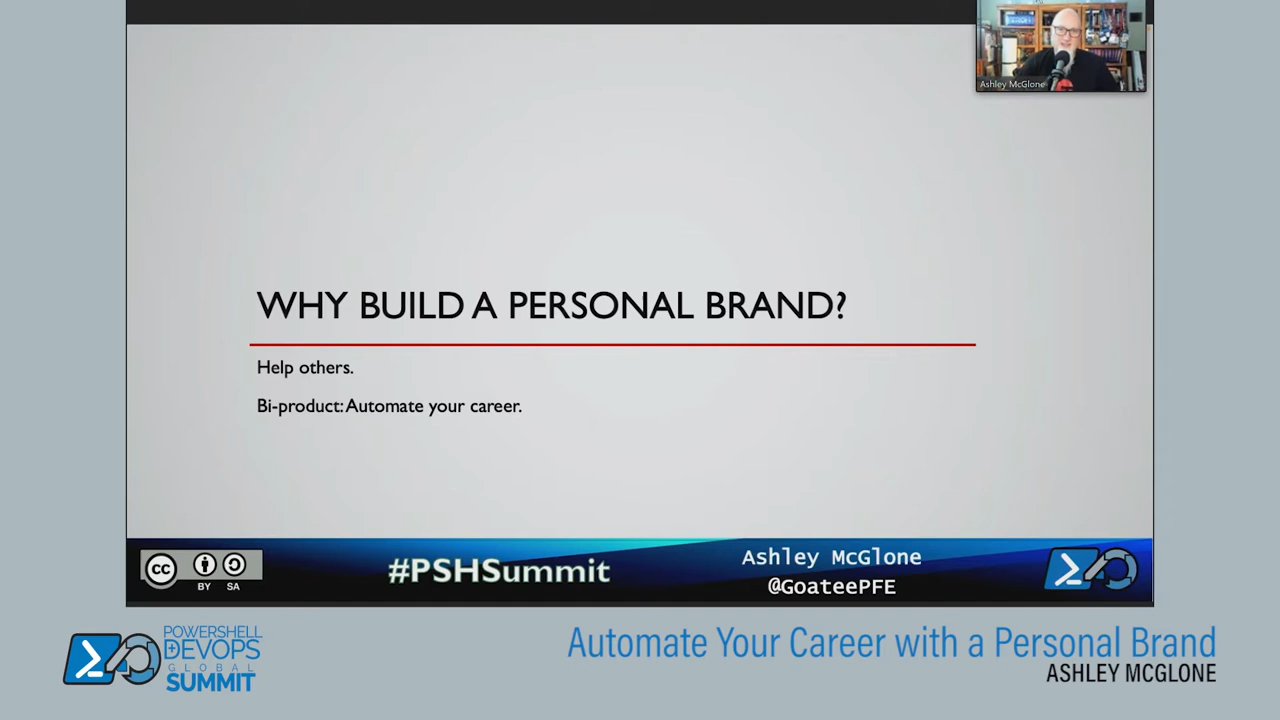 Ashley McGlone
WHY BUILD A PERSONAL BRAND?
Help others.
Bi-product: Automate your career.
cc
BY SA
#PSHSummit
Ashley McGlone
@GoateePFE
POWERSHELL
DEVOPS
GLOBAL
SUMMIT
Automate Your Career with a Personal Brand
ASHLEY MCGLONE